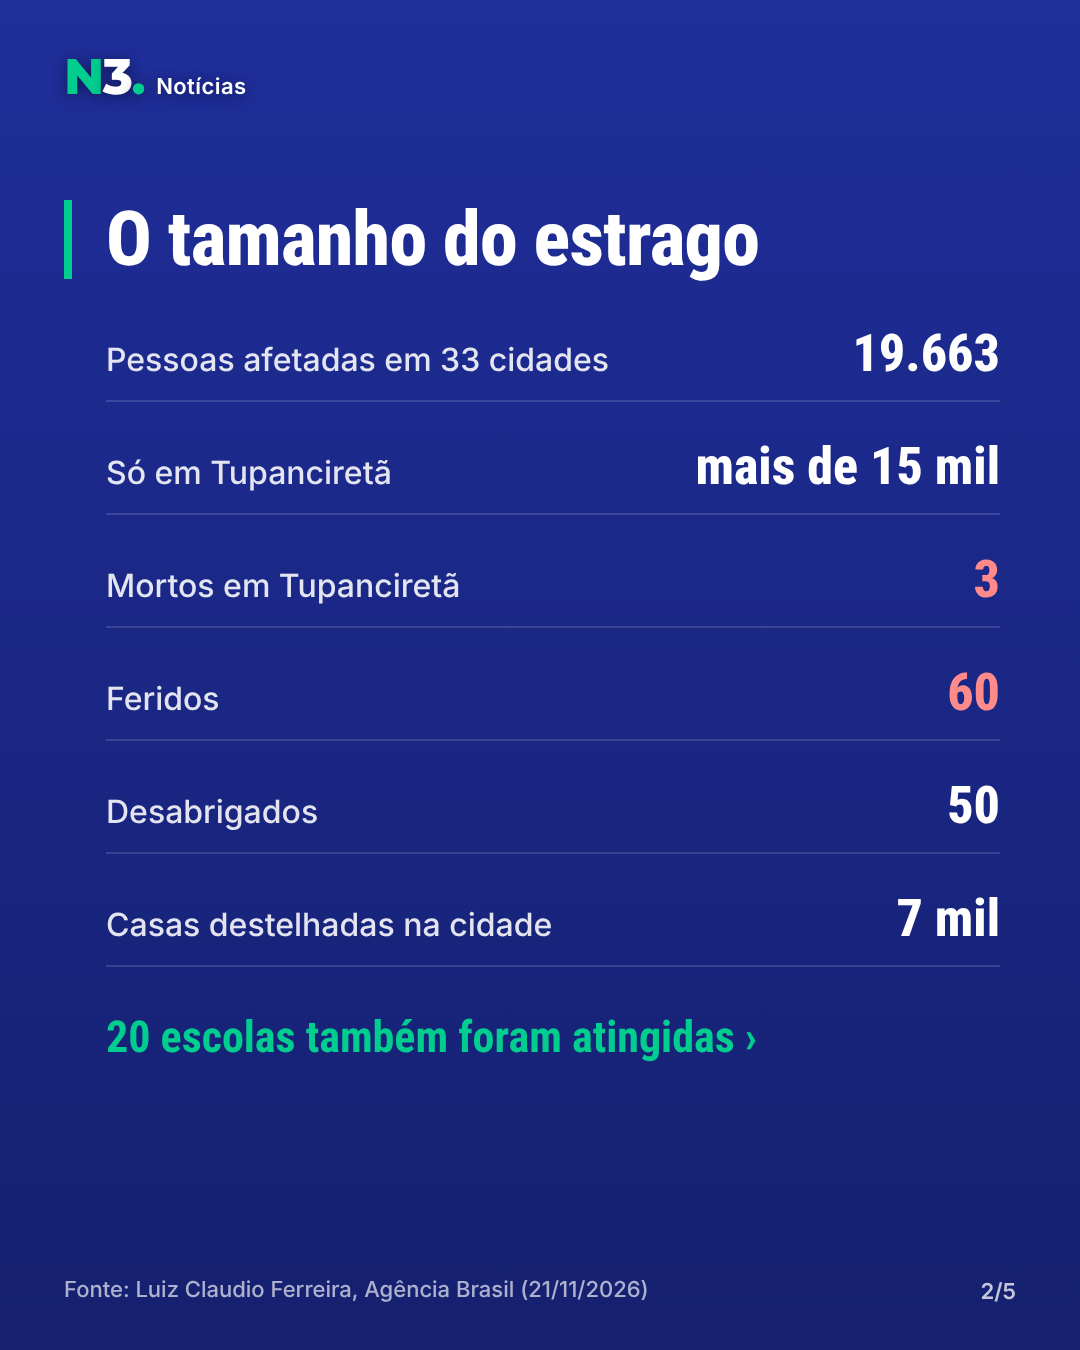 N3. Notícias
O tamanho do estrago
Pessoas afetadas em 33 cidades 19.663
Só em Tupanciretã mais de 15 mil
Mortos em Tupanciretã 3
Feridos 60
Desabrigados 50
Casas destelhadas na cidade 7 mil
20 escolas também foram atingidas ›
Fonte: Luiz Claudio Ferreira, Agência Brasil (21/11/2026) 2/5